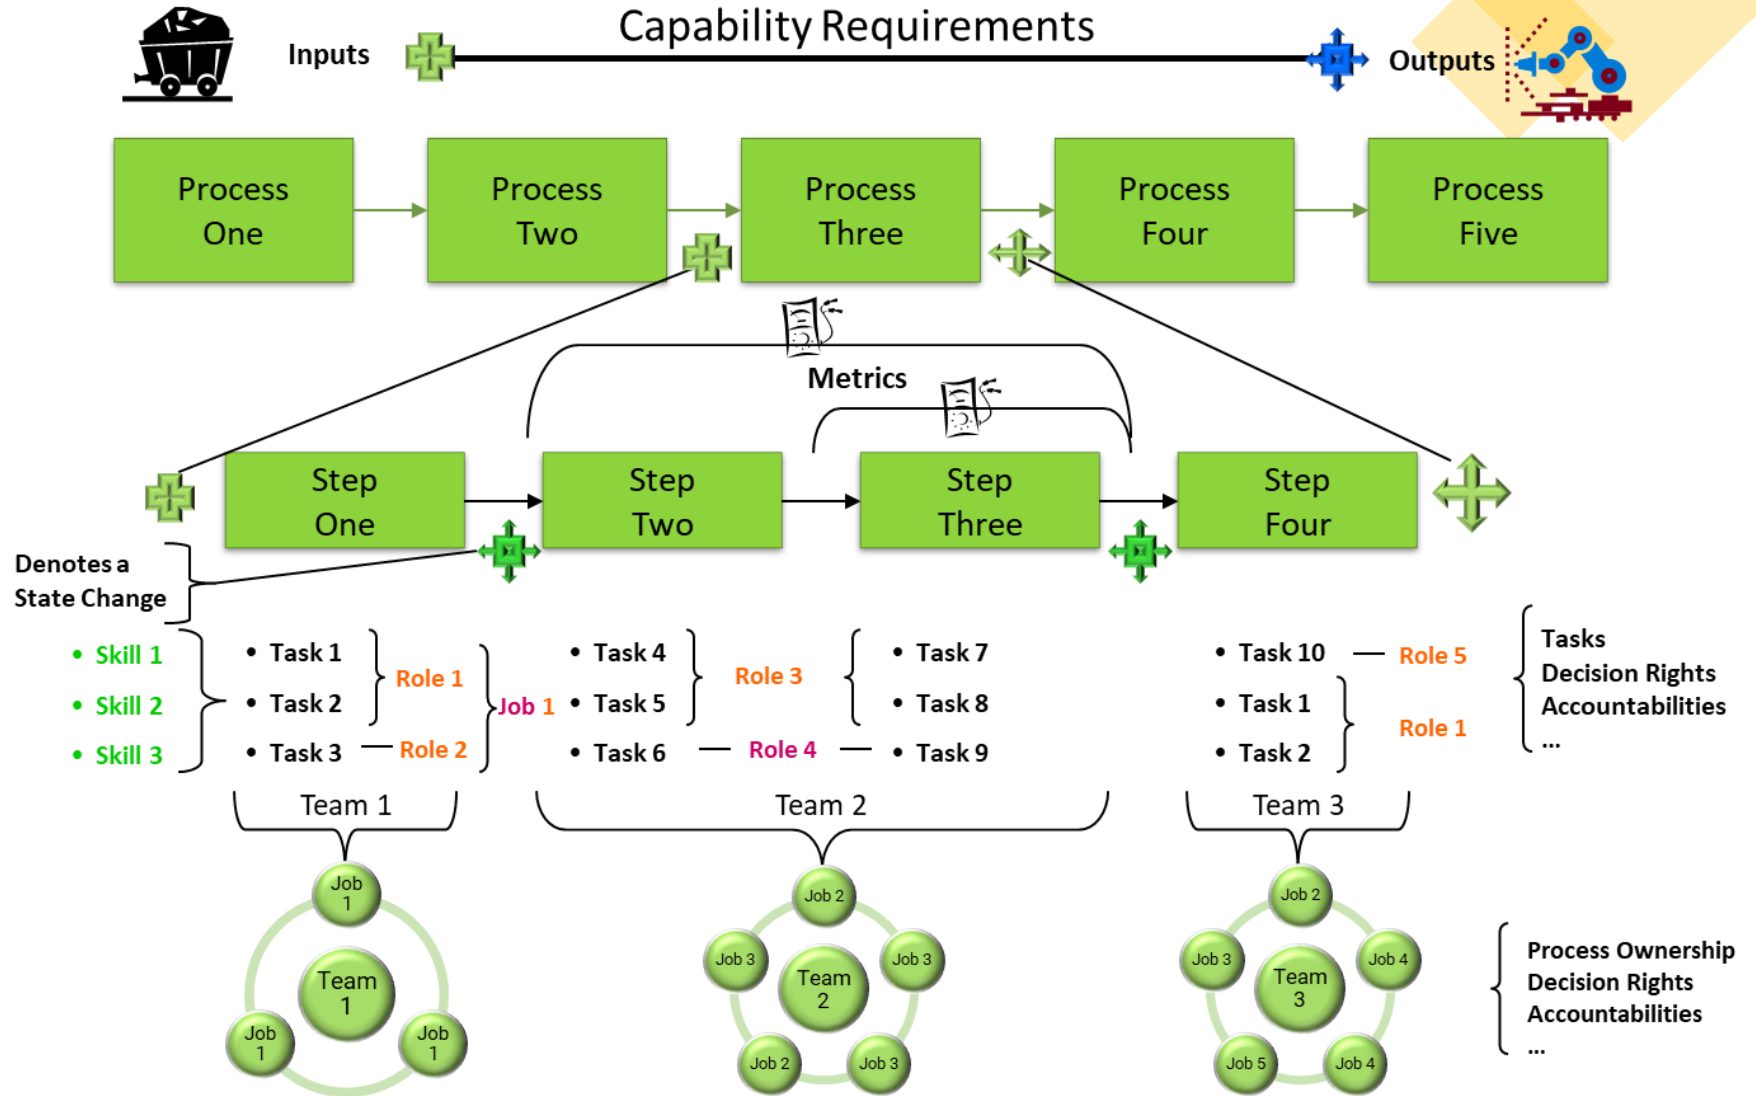 Capability Requirements
Inputs
Outputs
Process
One
Process
Two
Process
Three
Process
Four
Process
Five
Metrics
Step
One
Step
Two
Step
Three
Step
Four
Denotes a
State Change
• Skill 1
• Skill 2
• Skill 3
• Task 1
• Task 2
• Task 3
Role 1
Role 2
Job 1
• Task 4
• Task 5
• Task 6
Role 3
Role 4
• Task 7
• Task 8
• Task 9
• Task 10
• Task 1
• Task 2
Role 5
Role 1
Tasks
Decision Rights
Accountabilities
...
Team 1
Team 2
Team 3
Job
1
Team
1
Job
1
Job
1
Job 2
Job 3
Job 3
Team
2
Job 2
Job 3
Job 2
Job 3
Job 4
Team
3
Job 5
Job 4
Process Ownership
Decision Rights
Accountabilities
...